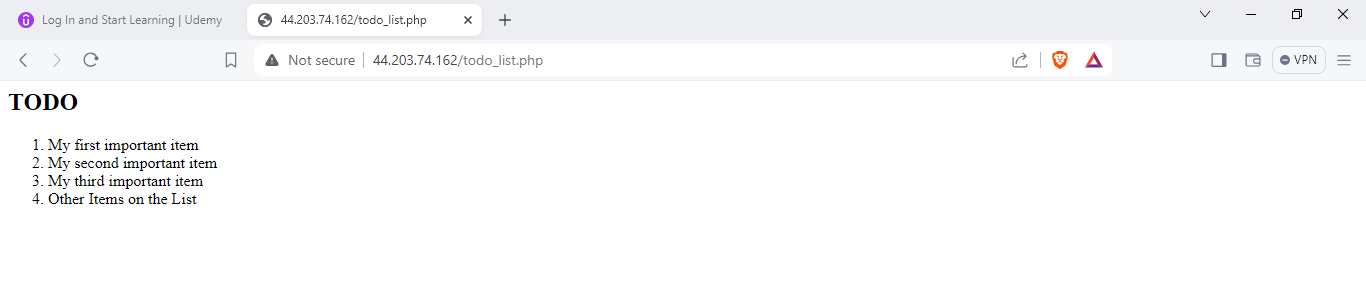 Log In and Start Learning | Udemy
44.203.74.162/todo_list.php
Not secure
44.203.74.162/todo_list.php
VPN
TODO
1. My first important item
2. My second important item
3. My third important item
4. Other Items on the List